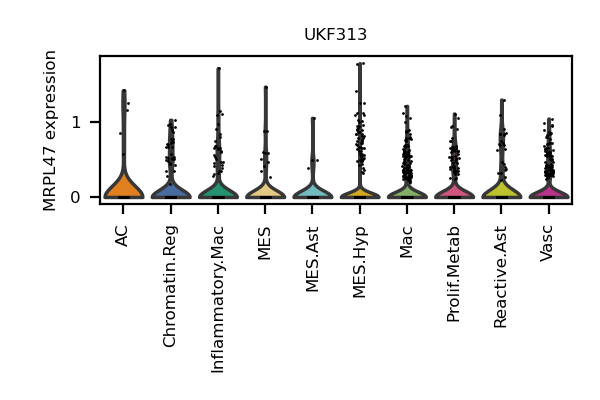 UKF313
MRPL47 expression
1
0
AC
Chromatin.Reg
Inflammatory.Mac
MES
MES.Ast
MES.Hyp
Mac
Prolif.Metab
Reactive.Ast
Vasc